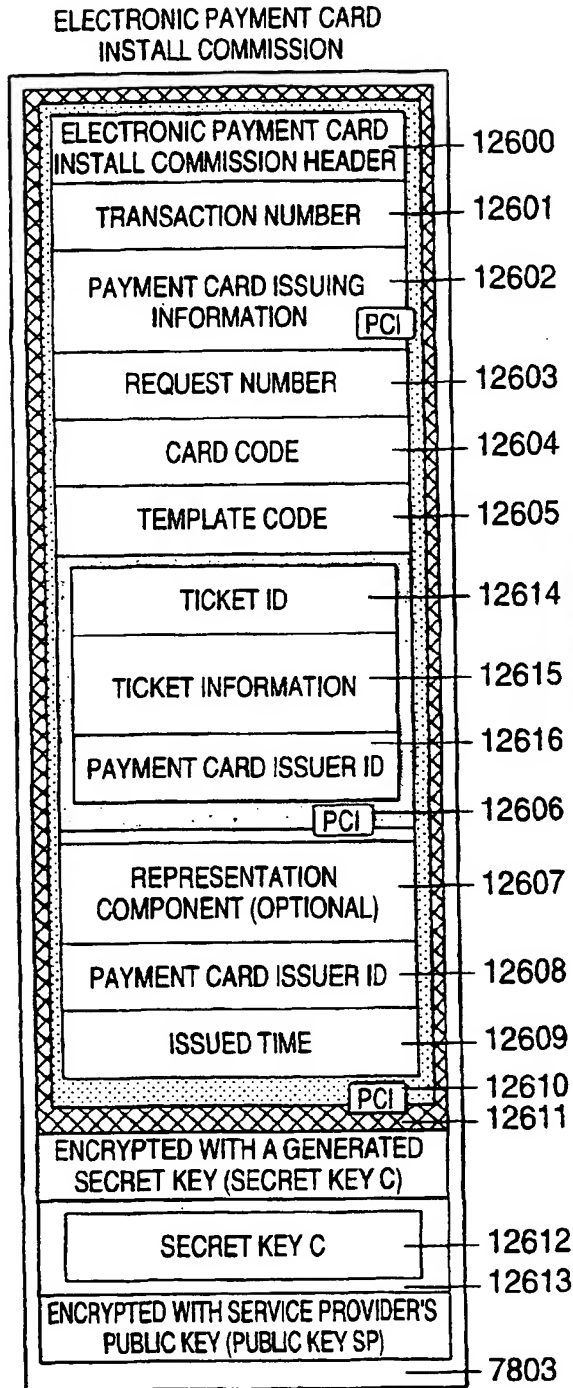 ELECTRONIC PAYMENT CARD
INSTALL COMMISSION
ELECTRONIC PAYMENT CARD
INSTALL COMMISSION HEADER
12600
TRANSACTION NUMBER
12601
PAYMENT CARD ISSUING
INFORMATION
12602
PCI
REQUEST NUMBER
12603
CARD CODE
12604
TEMPLATE CODE
12605
TICKET ID
12614
TICKET INFORMATION
12615
12616
PAYMENT CARD ISSUER ID
PCI
12606
REPRESENTATION
COMPONENT (OPTIONAL)
12607
PAYMENT CARD ISSUER ID
12608
ISSUED TIME
12609
PCI
12610
12611
ENCRYPTED WITH A GENERATED
SECRET KEY (SECRET KEY C)
SECRET KEY C
12612
12613
ENCRYPTED WITH SERVICE PROVIDER'S
PUBLIC KEY (PUBLIC KEY SP)
7803